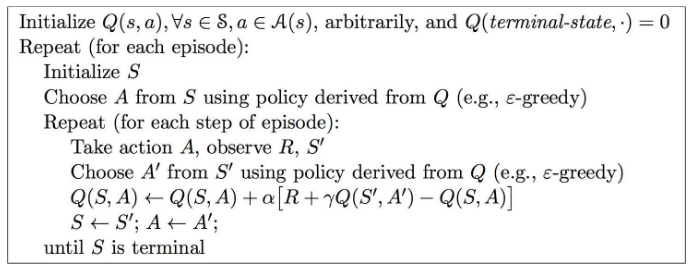 Initialize Q(s, a), ∀s ∈ 𝒮, a ∈ 𝒜(s), arbitrarily, and Q(terminal-state, ·) = 0
Repeat (for each episode):
Initialize S
Choose A from S using policy derived from Q (e.g., ε-greedy)
Repeat (for each step of episode):
Take action A, observe R, S′
Choose A′ from S′ using policy derived from Q (e.g., ε-greedy)
Q(S, A) ← Q(S, A) + α[R + γQ(S′, A′) − Q(S, A)]
S ← S′; A ← A′;
until S is terminal